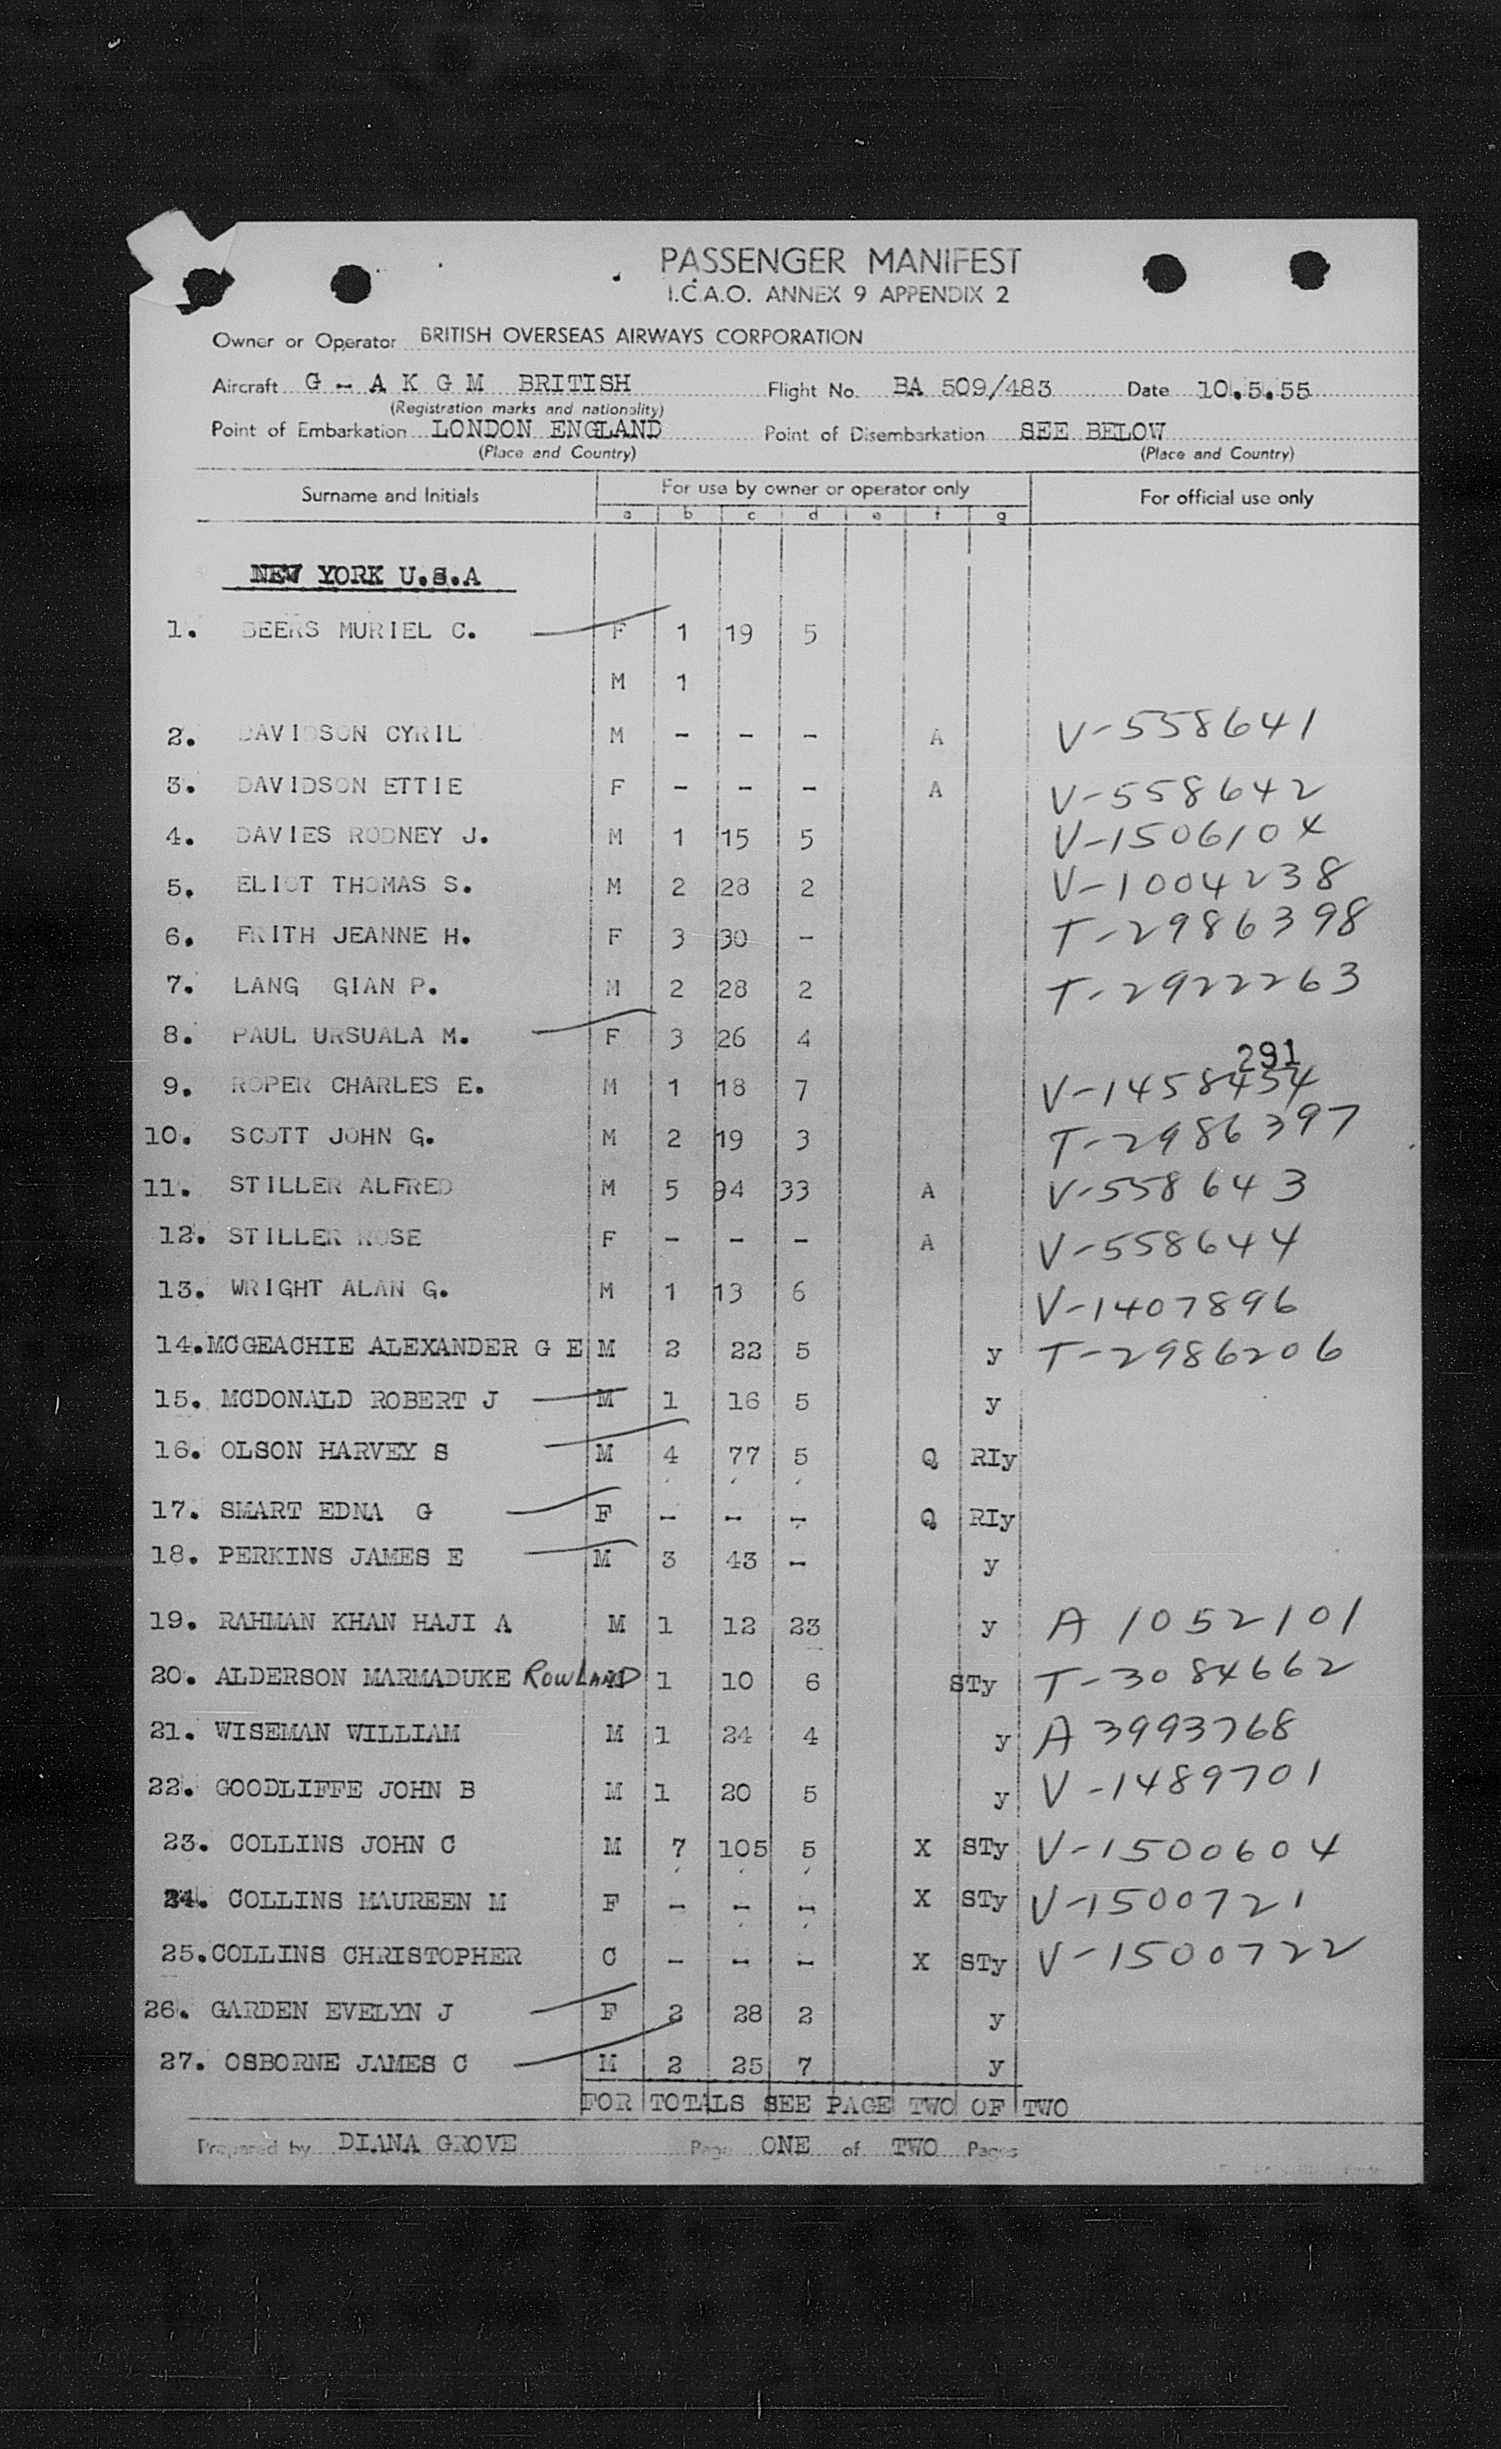 PASSENGER MANIFEST
I.C.A.O. ANNEX 9 APPENDIX 2
Owner or Operator BRITISH OVERSEAS AIRWAYS CORPORATION
Aircraft G - A K G M BRITISH Flight No. BA 509/483 Date 10.5.55
(Registration marks and nationality)
Point of Embarkation LONDON ENGLAND Point of Disembarkation SEE BELOW
(Place and Country) (Place and Country)
Surname and Initials For use by owner or operator only For official use only
a b c d e f g
NEW YORK U.S.A
1. BEERS MURIEL C. F 1 19 5
M 1
2. DAVIDSON CYRIL M - - - A V-558641
3. DAVIDSON ETTIE F - - - A V-558642
4. DAVIES RODNEY J. M 1 15 5 V-1506104
5. ELIOT THOMAS S. M 2 28 2 V-1004238
6. FRITH JEANNE H. F 3 30 - T-2986398
7. LANG GIAN P. M 2 28 2 T-2922263
8. PAUL URSUALA M. F 3 26 4
291
9. ROPER CHARLES E. M 1 18 7 V-1458454
10. SCOTT JOHN G. M 2 19 3 T-2986397
11. STILLER ALFRED M 5 94 33 A V-558643
12. STILLER ROSE F - - - A V-558644
13. WRIGHT ALAN G. M 1 13 6 V-1407896
14. MCGEACHIE ALEXANDER G E M 2 22 5 y T-2986206
15. MCDONALD ROBERT J M 1 16 5 y
16. OLSON HARVEY S M 4 77 5 Q RIy
17. SMART EDNA G F - - - Q RIy
18. PERKINS JAMES E M 3 43 - y
19. RAHMAN KHAN HAJI A M 1 12 23 y A 1052101
20. ALDERSON MARMADUKE ROWLAND 1 10 6 STy T-3084662
21. WISEMAN WILLIAM M 1 24 4 y A 3993768
22. GOODLIFFE JOHN B M 1 20 5 y V-1489701
23. COLLINS JOHN C M 7 105 5 X STy V-1500604
24. COLLINS MAUREEN M F - - - X STy V-1500721
25. COLLINS CHRISTOPHER C - - - X STy V-1500722
26. GARDEN EVELYN J F 2 28 2 y
27. OSBORNE JAMES C M 2 25 7 y
FOR TOTALS SEE PAGE TWO OF TWO
Prepared by DIANA GROVE Page ONE of TWO Pages